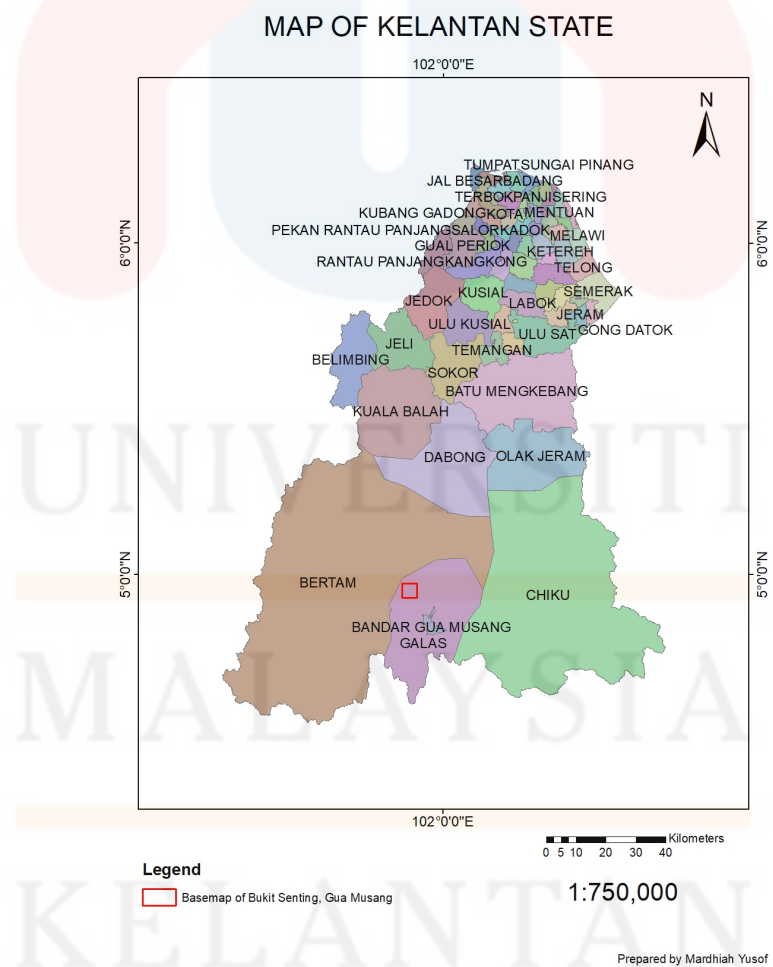 MAP OF KELANTAN STATE
102°0'0"E
N
TUMPATSUNGAI PINANG
JAL BESARBADANG
TERBOKPANJISERING
KUBANG GADONGKOTAMENTUAN
PEKAN RANTAU PANJANGSALORKADOK
MELAWI
6°0'0"N
6°0'0"N
GUAL PERIOK
KETEREH
RANTAU PANJANGKANGKONG
TELONG
KUSIAL
SEMERAK
JEDOK
LABOK
JERAM
ULU KUSIAL
ULU SAT
GONG DATOK
JELI
TEMANGAN
BELIMBING
SOKOR
BATU MENGKEBANG
KUALA BALAH
DABONG
OLAK JERAM
UNIVERSITI
5°0'0"N
5°0'0"N
BERTAM
CHIKU
BANDAR GUA MUSANG
GALAS
MALAYSIA
102°0'0"E
Kilometers
0 5 10 20 30 40
Legend
Basemap of Bukit Senting, Gua Musang
1:750,000
KELANTAN
Prepared by Mardhiah Yusof